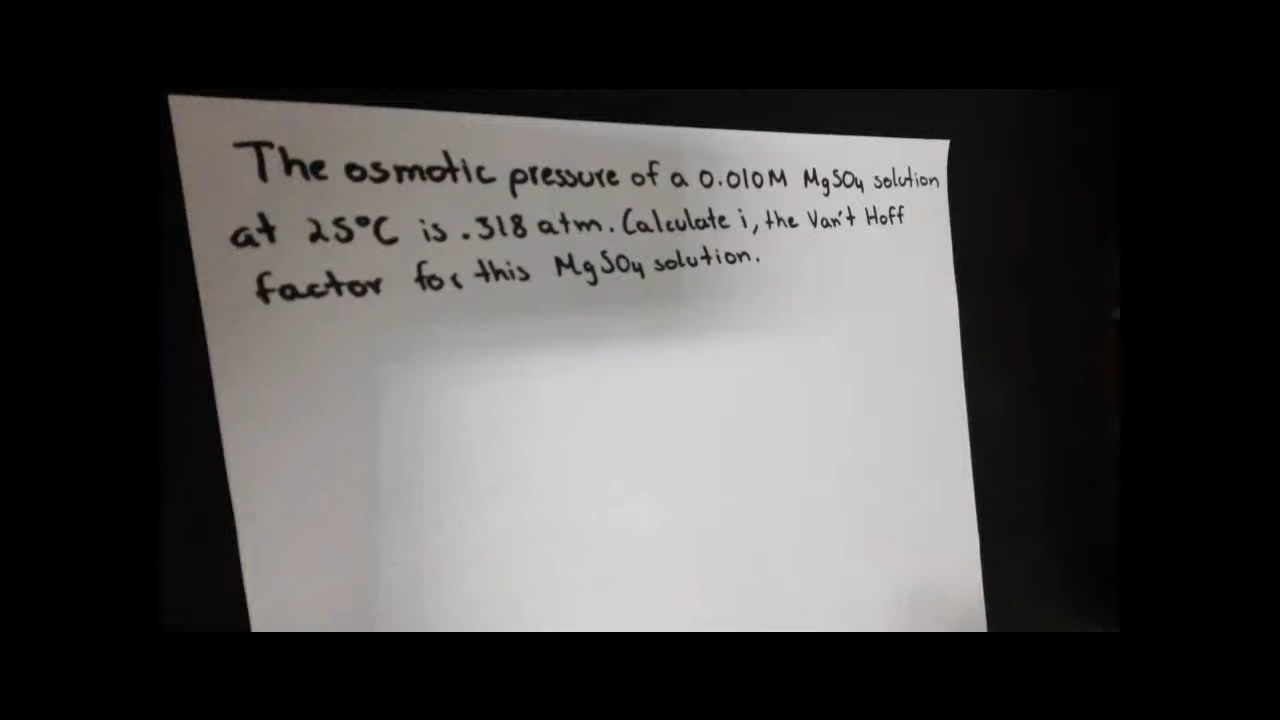 The osmotic pressure of a 0.010M MgSO4 solution
at 25°C is .318 atm. Calculate i, the Van't Hoff
factor for this MgSO4 solution.